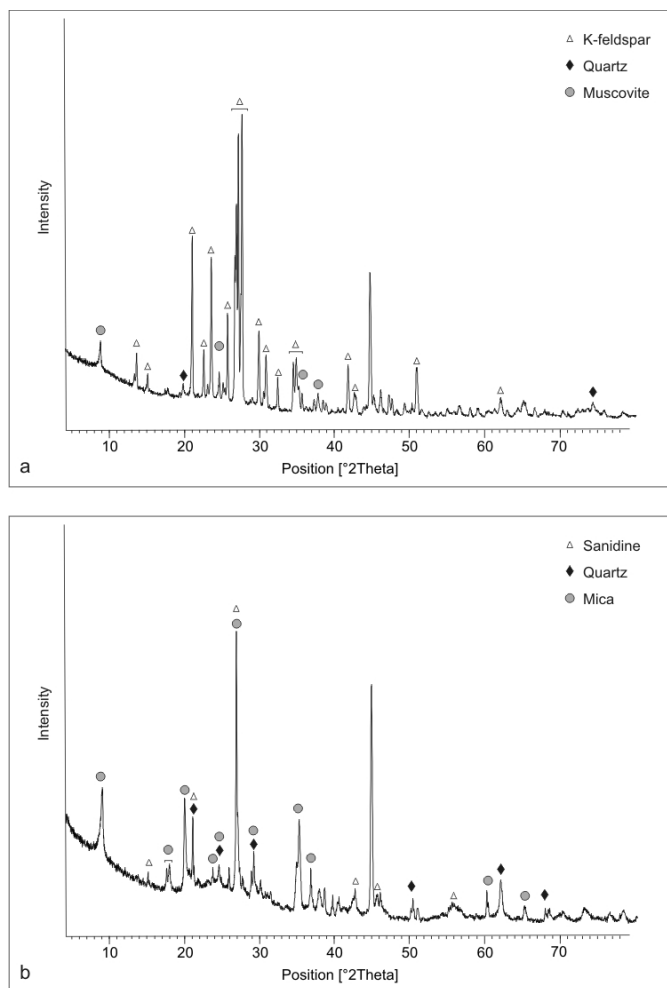 K-feldspar
Quartz
Muscovite
Intensity
10 20 30 40 50 60 70
Position [°2Theta]
a
Sanidine
Quartz
Mica
Intensity
10 20 30 40 50 60 70
Position [°2Theta]
b